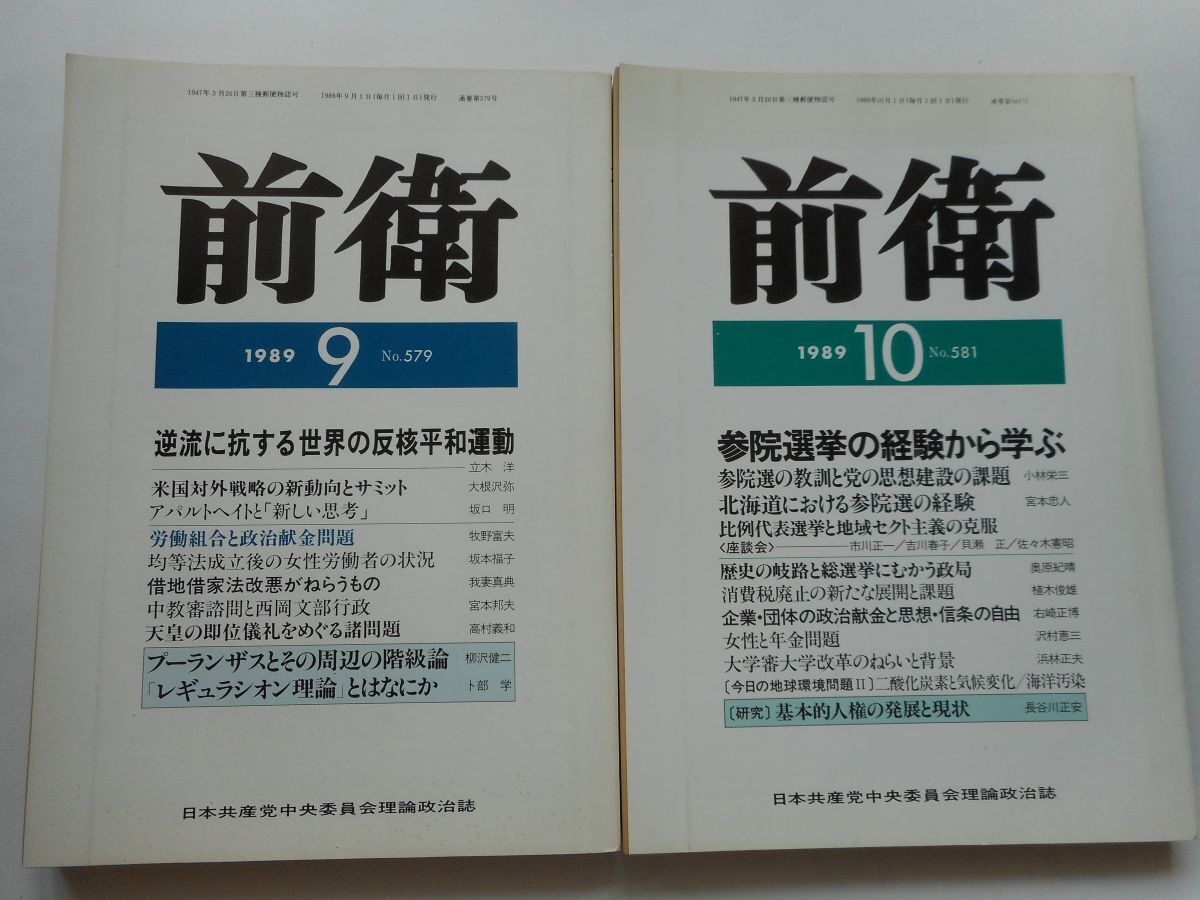 1947年3月26日第三種郵便物認可 1989年9月1日(毎月1回1日)発行 通巻第579号
前衛
1989 9 No.579
逆流に抗する世界の反核平和運動
立木 洋
米国対外戦略の新動向とサミット 大根沢弥
アパルトヘイトと「新しい思考」 坂口 明
労働組合と政治献金問題 牧野富夫
均等法成立後の女性労働者の状況 坂本福子
借地借家法改悪がねらうもの 我妻真典
中教審諮問と西岡文部行政 宮本邦夫
天皇の即位儀礼をめぐる諸問題 高村義和
プーランザスとその周辺の階級論 柳沢健二
「レギュラシオン理論」とはなにか 卜部 学
日本共産党中央委員会理論政治誌
1947年3月26日第三種郵便物認可 1989年10月1日(毎月1回1日)発行 通巻第581号
前衛
1989 10 No.581
参院選挙の経験から学ぶ
参院選の教訓と党の思想建設の課題 小林栄三
北海道における参院選の経験 宮本忠人
比例代表選挙と地域セクト主義の克服
〈座談会〉 市川正一/吉川春子/貝瀬 正/佐々木憲昭
歴史の岐路と総選挙にむかう政局 奥原紀晴
消費税廃止の新たな展開と課題 植木俊雄
企業・団体の政治献金と思想・信条の自由 右崎正博
女性と年金問題 沢村恵三
大学審大学改革のねらいと背景 浜林正夫
〔今日の地球環境問題II〕二酸化炭素と気候変化/海洋汚染
〔研究〕基本的人権の発展と現状 長谷川正安
日本共産党中央委員会理論政治誌